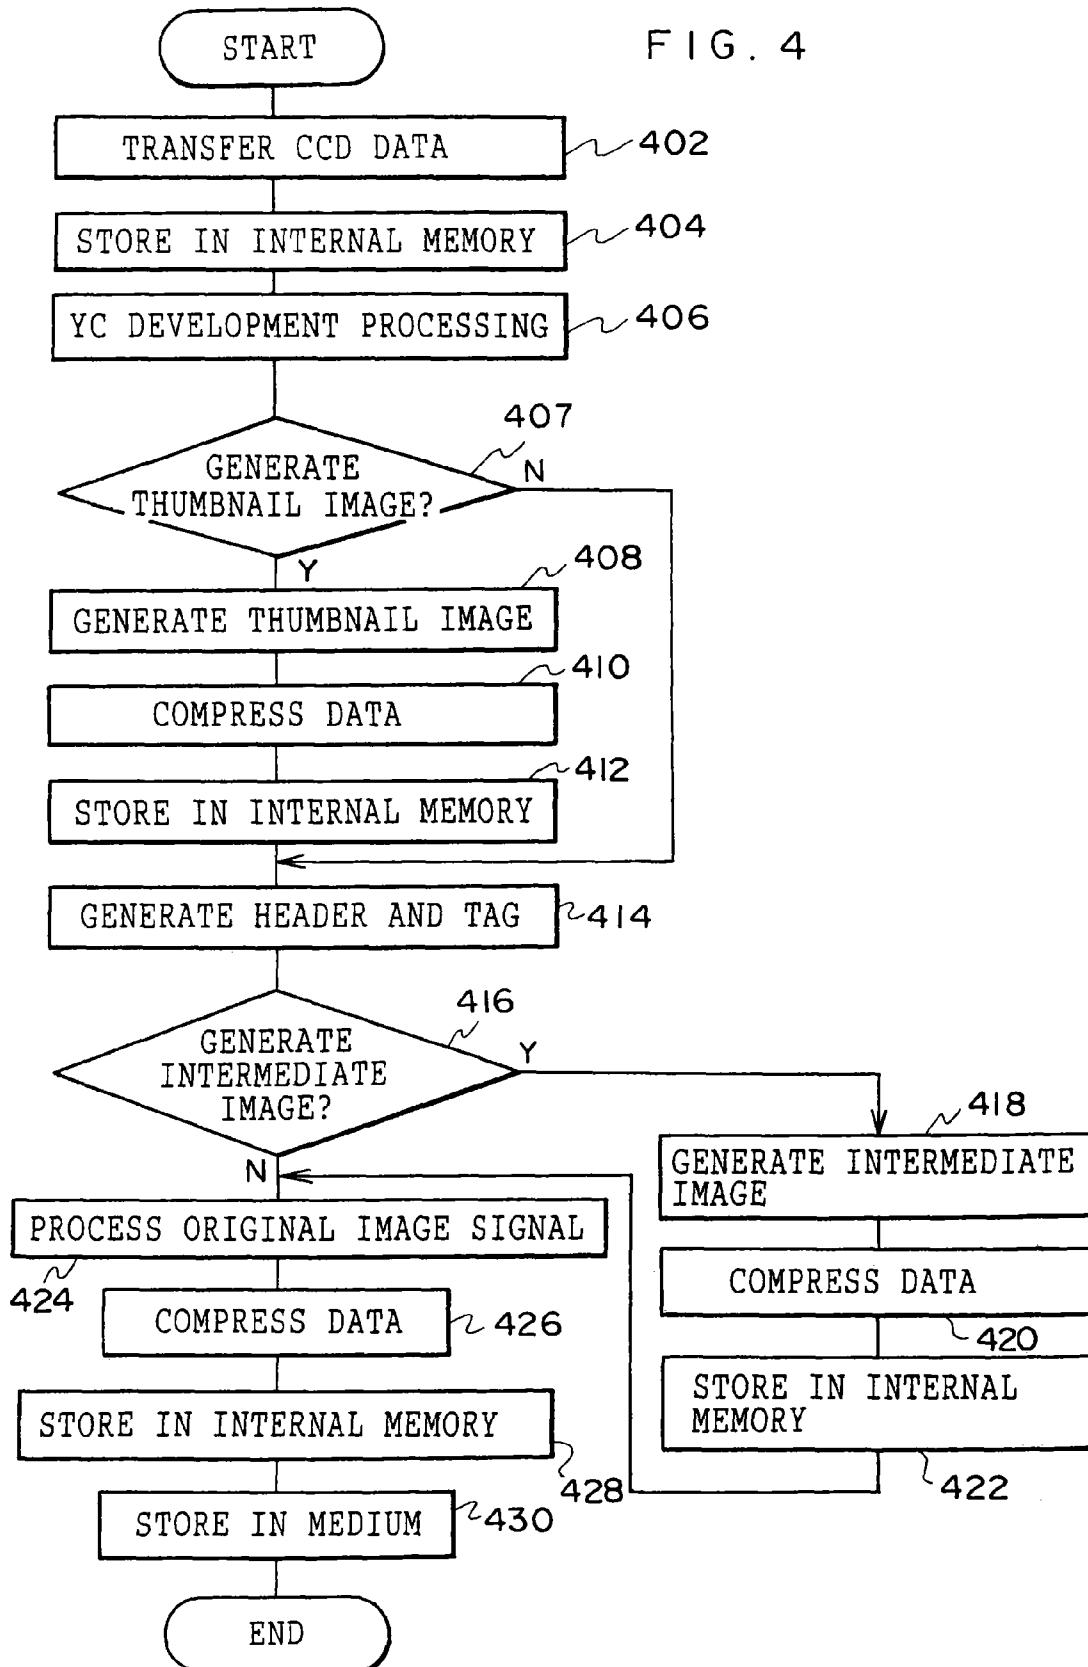 START
FIG. 4
TRANSFER CCD DATA
402
STORE IN INTERNAL MEMORY
404
YC DEVELOPMENT PROCESSING
406
407
GENERATE
THUMBNAIL IMAGE?
N
Y
408
GENERATE THUMBNAIL IMAGE
410
COMPRESS DATA
412
STORE IN INTERNAL MEMORY
GENERATE HEADER AND TAG
414
416
GENERATE
INTERMEDIATE
IMAGE?
Y
N
418
GENERATE INTERMEDIATE
IMAGE
COMPRESS DATA
420
STORE IN INTERNAL
MEMORY
422
PROCESS ORIGINAL IMAGE SIGNAL
424
COMPRESS DATA
426
STORE IN INTERNAL MEMORY
428
STORE IN MEDIUM
430
END